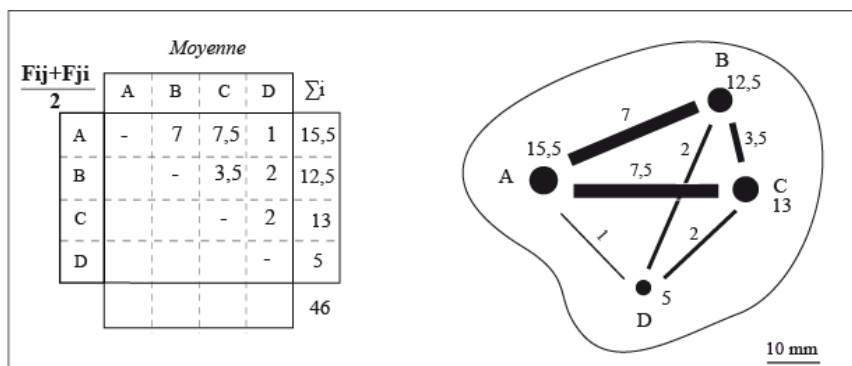 Moyenne
Fij+Fji
2
A B C D ∑i
A - 7 7,5 1 15,5
B - 3,5 2 12,5
C - 2 13
D - 5
46
B
12,5
7
2
3,5
15,5
A
7,5
C
13
1
2
5
D
10 mm